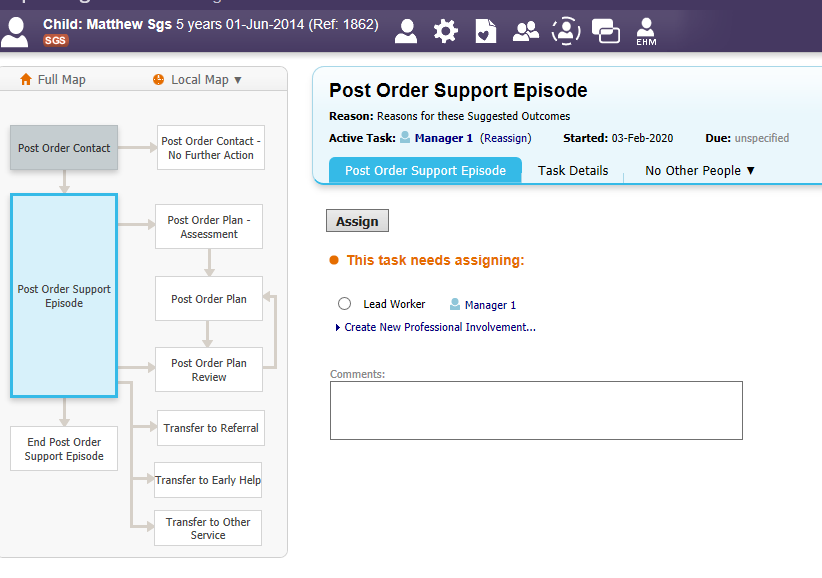 Child: Matthew Sgs 5 years 01-Jun-2014 (Ref: 1862)
SGS
EHM
Full Map
Local Map ▼
Post Order Contact
Post Order Contact -
No Further Action
Post Order Support
Episode
Post Order Plan -
Assessment
Post Order Plan
Post Order Plan
Review
Transfer to Referral
End Post Order
Support Episode
Transfer to Early Help
Transfer to Other
Service
Post Order Support Episode
Reason: Reasons for these Suggested Outcomes
Active Task: Manager 1 (Reassign) Started: 03-Feb-2020 Due: unspecified
Post Order Support Episode Task Details No Other People ▼
Assign
This task needs assigning:
Lead Worker Manager 1
Create New Professional Involvement...
Comments: